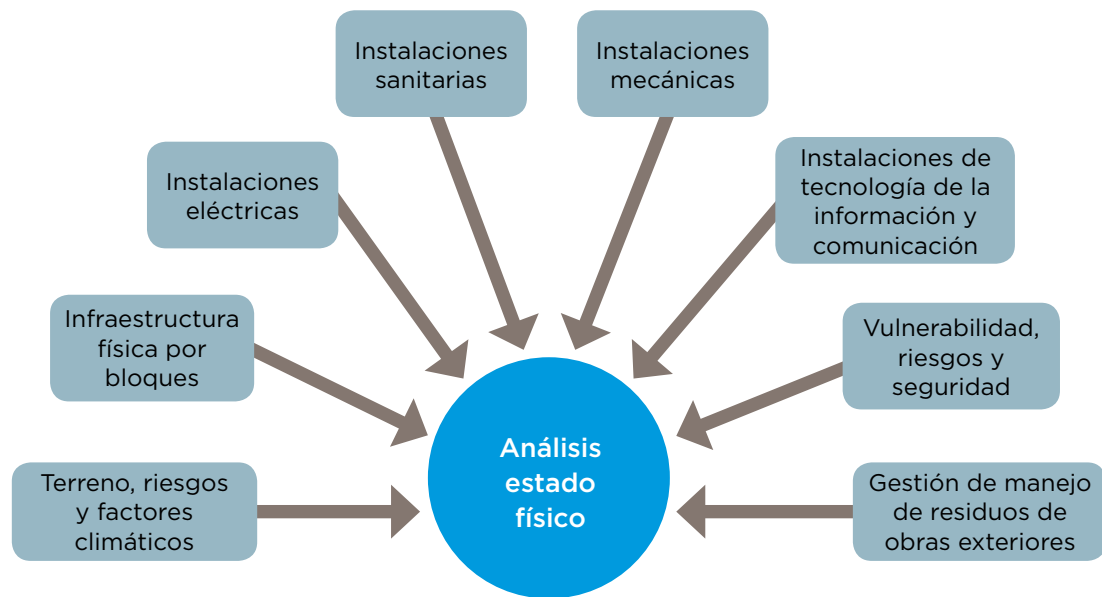 Instalaciones
sanitarias
Instalaciones
mecánicas
Instalaciones
eléctricas
Instalaciones de
tecnología de la
información y
comunicación
Infraestructura
física por
bloques
Vulnerabilidad,
riesgos y
seguridad
Análisis
estado
físico
Terreno, riesgos
y factores
climáticos
Gestión de manejo
de residuos de
obras exteriores